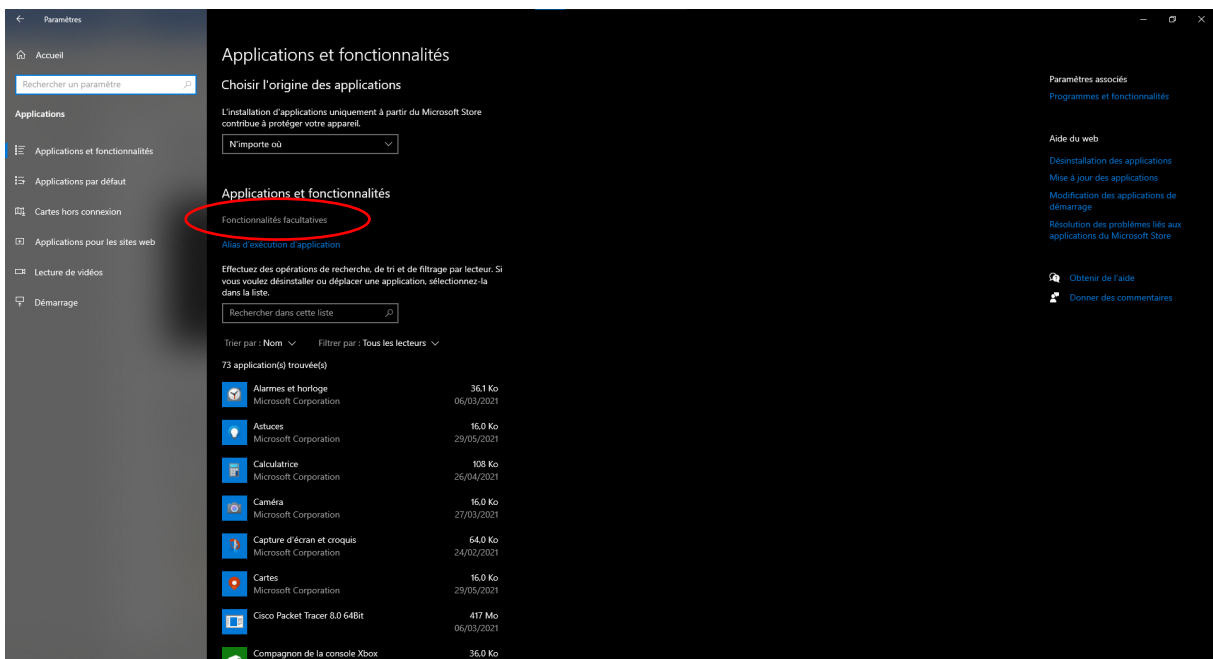 Paramètres
Accueil
Rechercher un paramètre
Applications
Applications et fonctionnalités
Applications par défaut
Cartes hors connexion
Applications pour les sites web
Lecture de vidéos
Démarrage
Applications et fonctionnalités
Choisir l'origine des applications
L'installation d'applications uniquement à partir du Microsoft Store
contribue à protéger votre appareil.
N'importe où
Applications et fonctionnalités
Fonctionnalités facultatives
Alias d'exécution d'application
Effectuez des opérations de recherche, de tri et de filtrage par lecteur. Si
vous voulez désinstaller ou déplacer une application, sélectionnez-la
dans la liste.
Rechercher dans cette liste
Trier par : Nom Filtrer par : Tous les lecteurs
73 application(s) trouvée(s)
Alarmes et horloge 36,1 Ko
Microsoft Corporation 06/03/2021
Astuces 16,0 Ko
Microsoft Corporation 29/05/2021
Calculatrice 108 Ko
Microsoft Corporation 26/04/2021
Caméra 16,0 Ko
Microsoft Corporation 27/03/2021
Capture d'écran et croquis 64,0 Ko
Microsoft Corporation 24/02/2021
Cartes 16,0 Ko
Microsoft Corporation 29/05/2021
Cisco Packet Tracer 8.0 64Bit 417 Mo
06/03/2021
Compagnon de la console Xbox 36,0 Ko
Paramètres associés
Programmes et fonctionnalités
Aide du web
Désinstallation des applications
Mise à jour des applications
Modification des applications de
démarrage
Résolution des problèmes liés aux
applications du Microsoft Store
Obtenir de l'aide
Donner des commentaires